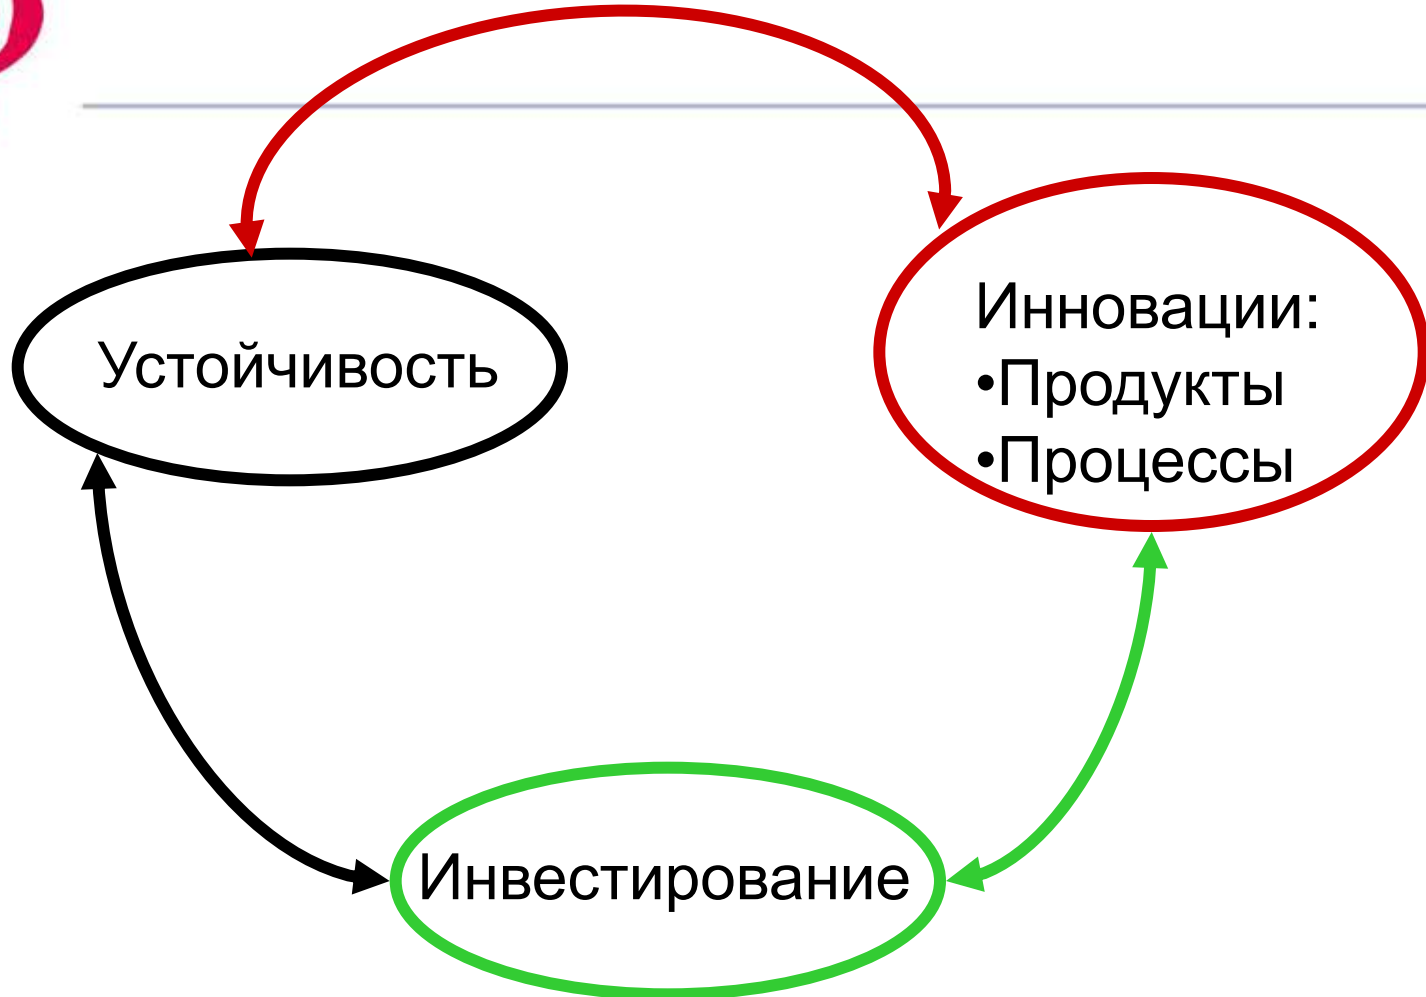 Устойчивость
Инновации:
•Продукты
•Процессы
Инвестирование